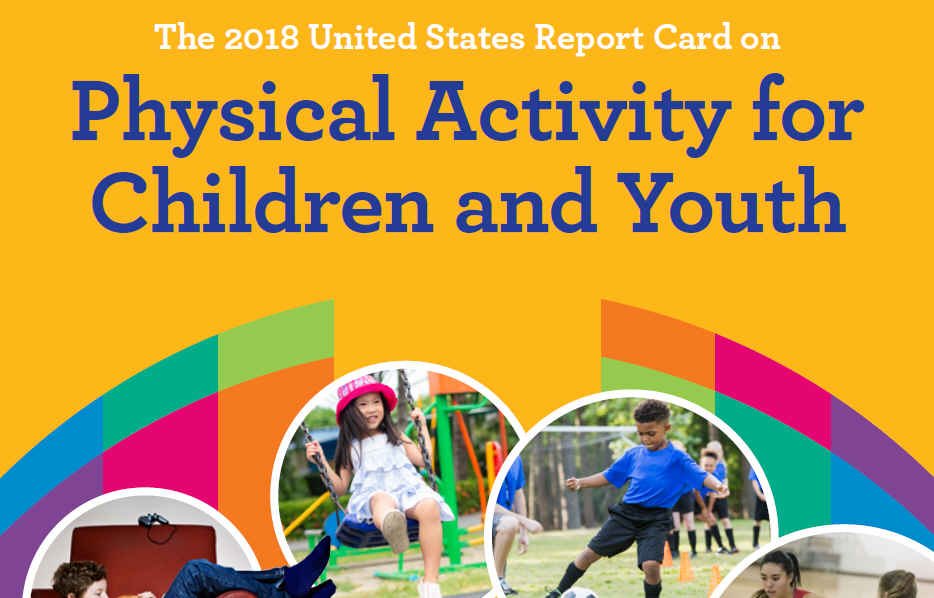 The 2018 United States Report Card on
Physical Activity for
Children and Youth